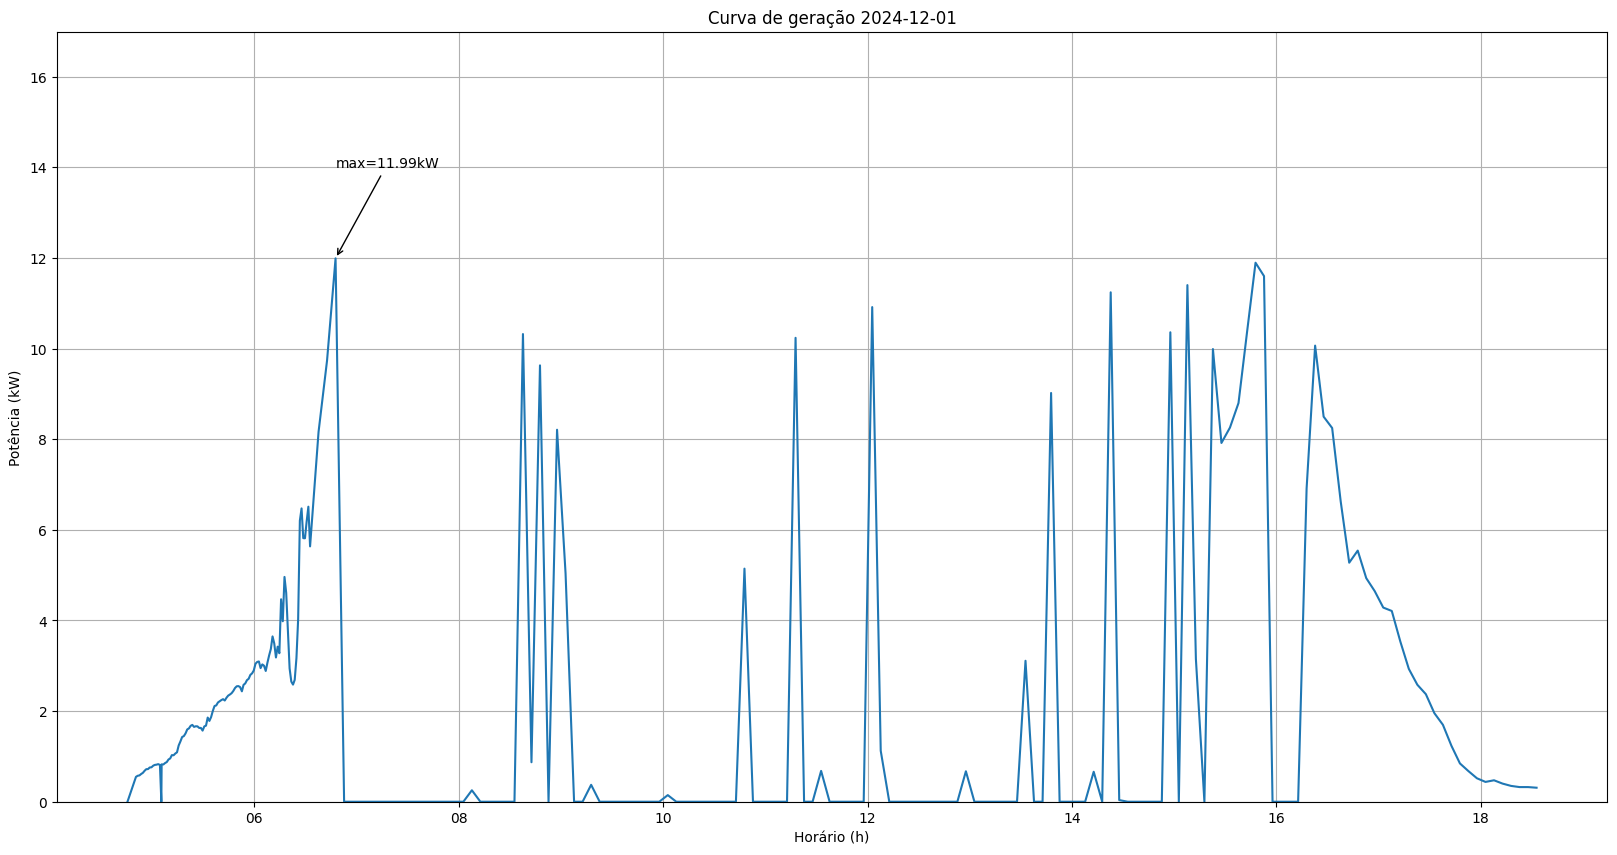 Curva de geração 2024-12-01
16
14
12
10
8
6
4
2
0
max=11.99kW
Potência (kW)
06 08 10 12 14 16 18
Horário (h)